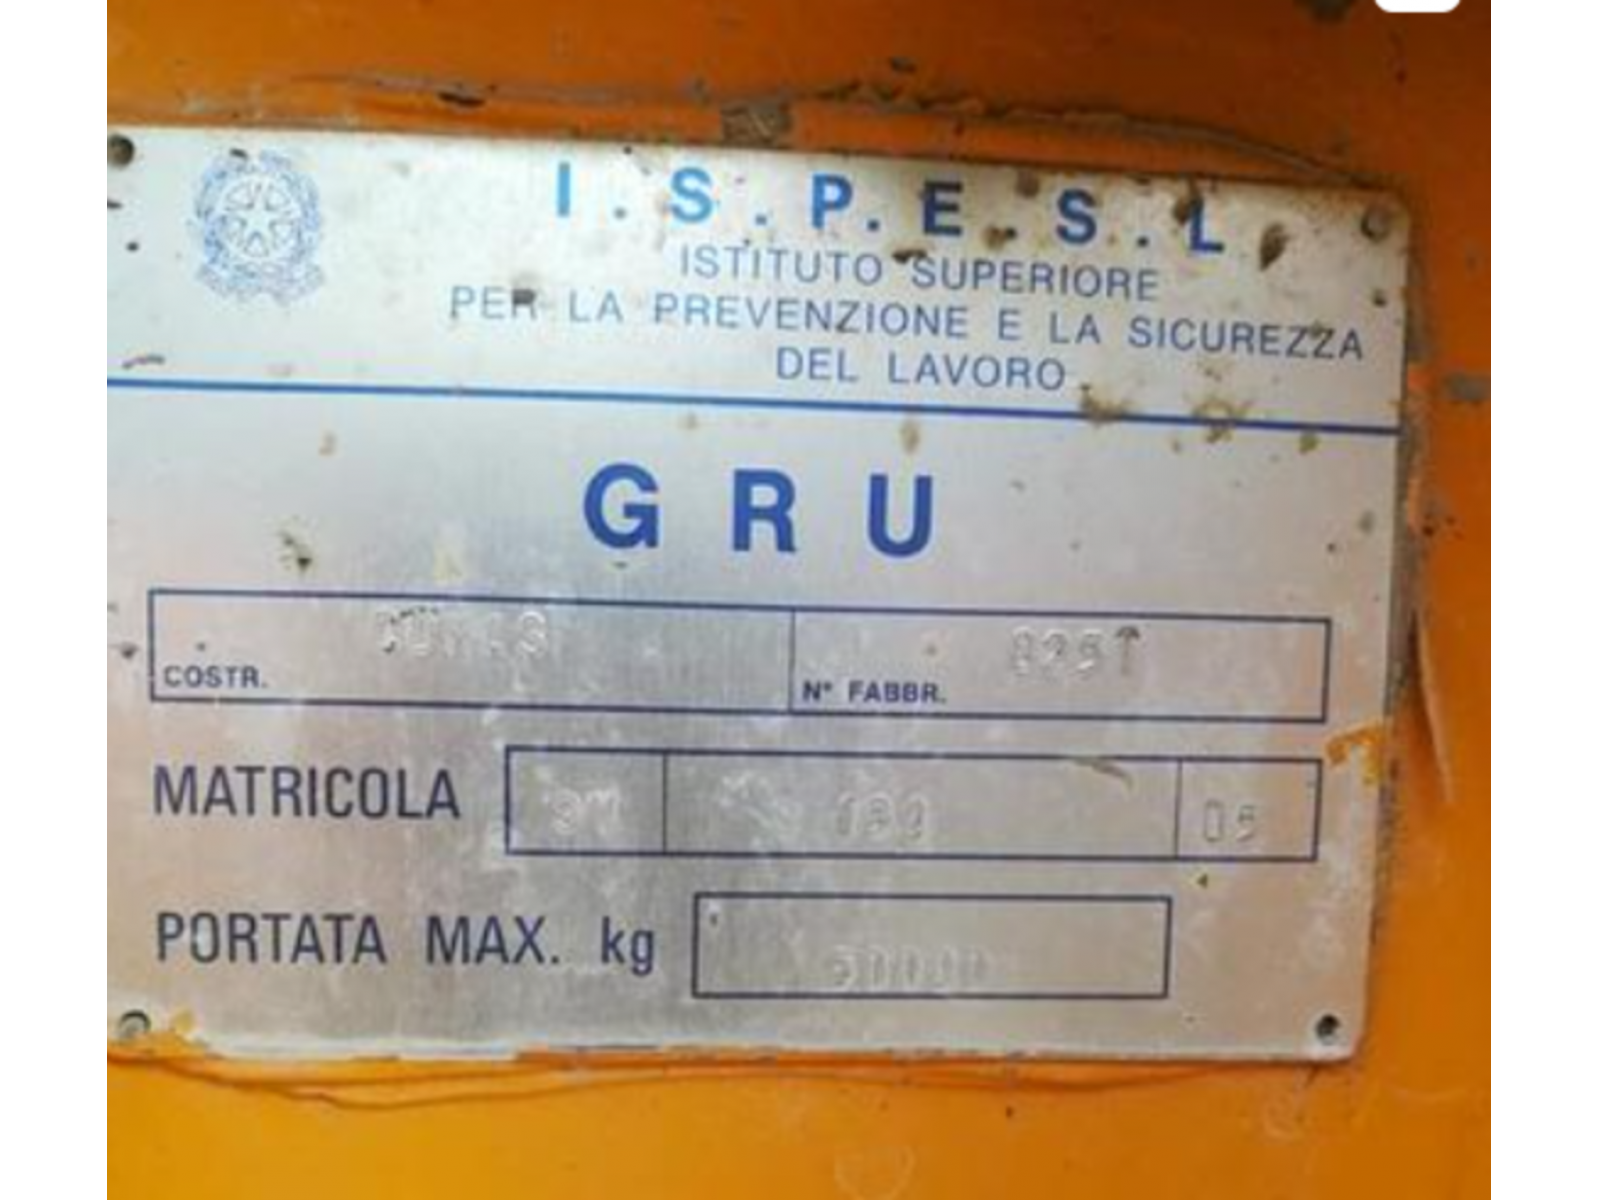 I.S.P.E.S.L
ISTITUTO SUPERIORE
PER LA PREVENZIONE E LA SICUREZZA
DEL LAVORO
GRU
COSTR.
N° FABBR.
MATRICOLA 05
PORTATA MAX. kg